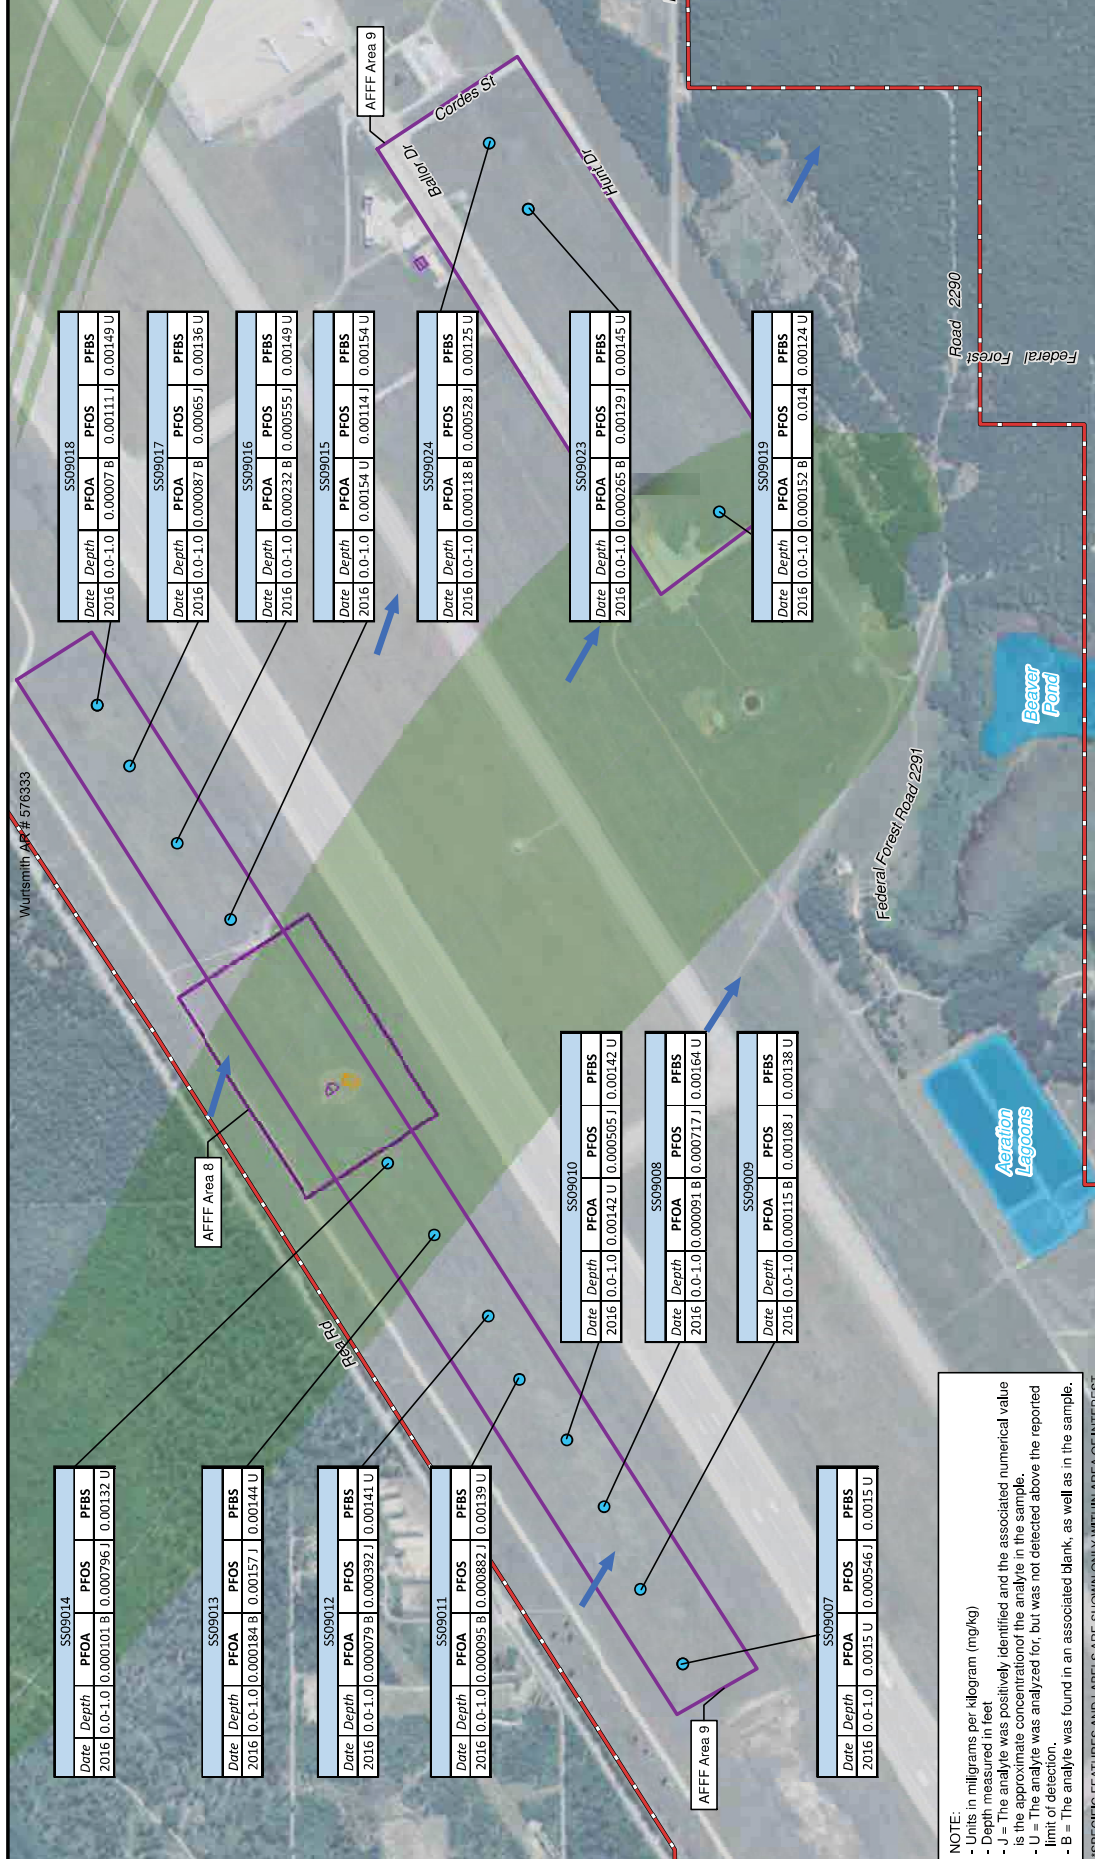 Wurtsmith AR # 576333
SS09014
Date Depth PFOA PFOS PFBS
2016 0.0-1.0 0.000101 B 0.000796 J 0.00132 U
SS09013
Date Depth PFOA PFOS PFBS
2016 0.0-1.0 0.000184 B 0.00157 J 0.00144 U
SS09012
Date Depth PFOA PFOS PFBS
2016 0.0-1.0 0.000079 B 0.000392 J 0.00141 U
SS09011
Date Depth PFOA PFOS PFBS
2016 0.0-1.0 0.000095 B 0.000882 J 0.00139 U
SS09007
Date Depth PFOA PFOS PFBS
2016 0.0-1.0 0.0015 U 0.000546 J 0.0015 U
SS09010
Date Depth PFOA PFOS PFBS
2016 0.0-1.0 0.00142 U 0.000505 J 0.00142 U
SS09008
Date Depth PFOA PFOS PFBS
2016 0.0-1.0 0.000091 B 0.000717 J 0.00164 U
SS09009
Date Depth PFOA PFOS PFBS
2016 0.0-1.0 0.000115 B 0.00108 J 0.00138 U
SS09018
Date Depth PFOA PFOS PFBS
2016 0.0-1.0 0.00007 B 0.00111 J 0.00149 U
SS09017
Date Depth PFOA PFOS PFBS
2016 0.0-1.0 0.000087 B 0.00065 J 0.00136 U
SS09016
Date Depth PFOA PFOS PFBS
2016 0.0-1.0 0.000232 B 0.000555 J 0.00149 U
SS09015
Date Depth PFOA PFOS PFBS
2016 0.0-1.0 0.00154 U 0.00114 J 0.00154 U
SS09024
Date Depth PFOA PFOS PFBS
2016 0.0-1.0 0.000118 B 0.000528 J 0.00125 U
SS09023
Date Depth PFOA PFOS PFBS
2016 0.0-1.0 0.000265 B 0.00129 J 0.00145 U
SS09019
Date Depth PFOA PFOS PFBS
2016 0.0-1.0 0.000152 B 0.014 0.00124 U
AFFF Area 8
AFFF Area 9
AFFF Area 9
Rea Rd
Ballor Dr
Cordes St
Hunt Dr
Federal Forest Road 2290
Federal Forest Road 2291
Beaver
Pond
Aeration
Lagoons
NOTE:
- Units in miligrams per kilogram (mg/kg)
- Depth measured in feet
- J = The analyte was positively identified and the associated numerical value
is the approximate concentrationof the analyte in the sample.
- U = The analyte was analyzed for, but was not detected above the reported
limit of detection.
- B = The analyte was found in an associated blank, as well as in the sample.
*SPECIFIC FEATURES AND LABELS ARE SHOWN ONLY WITHIN AREA OF INTEREST